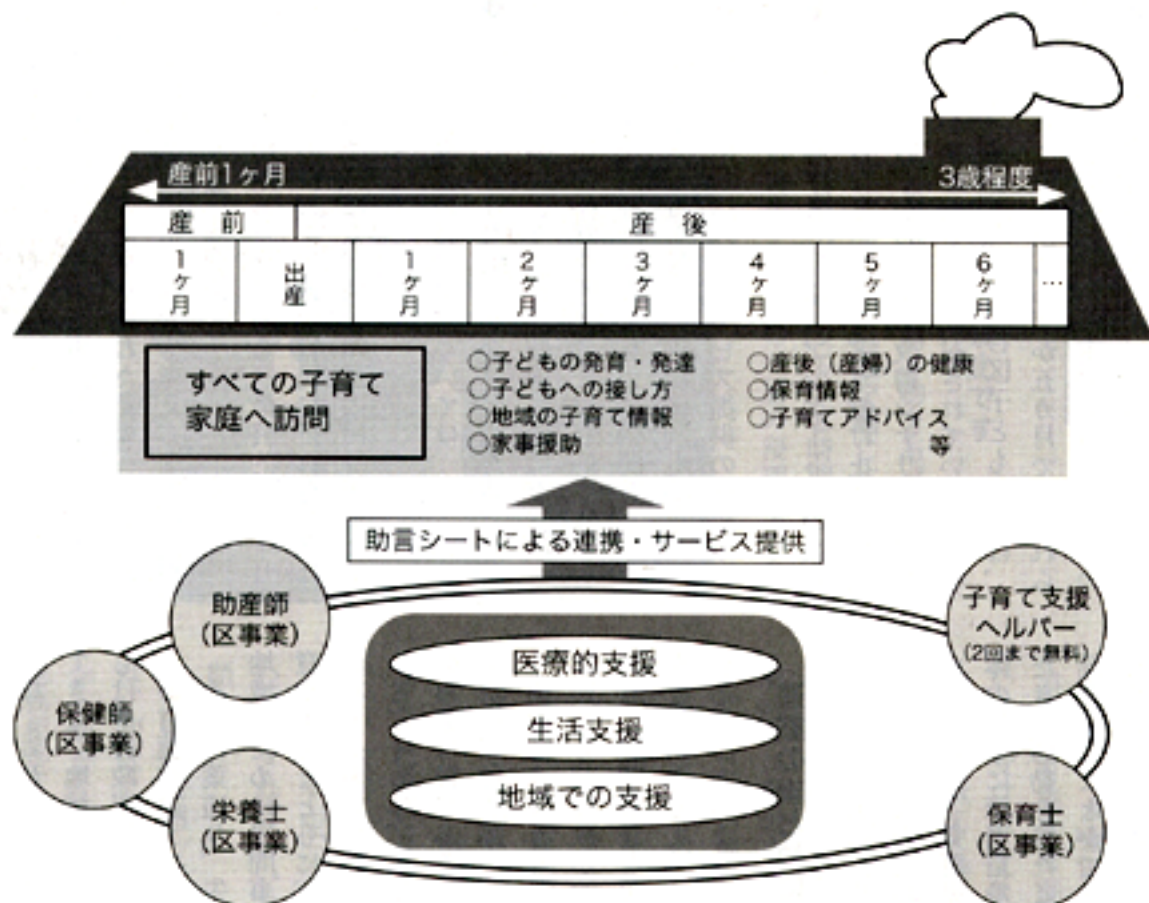 産前1ヶ月
3歳程度
産前
産後
1ヶ月
出産
1ヶ月
2ヶ月
3ヶ月
4ヶ月
5ヶ月
6ヶ月
…
すべての子育て
家庭へ訪問
○子どもの発育・発達
○子どもへの接し方
○地域の子育て情報
○家事援助
○産後（産婦）の健康
○保育情報
○子育てアドバイス
等
助言シートによる連携・サービス提供
助産師
（区事業）
子育て支援
ヘルパー
（2回まで無料）
保健師
（区事業）
医療的支援
生活支援
地域での支援
栄養士
（区事業）
保育士
（区事業）